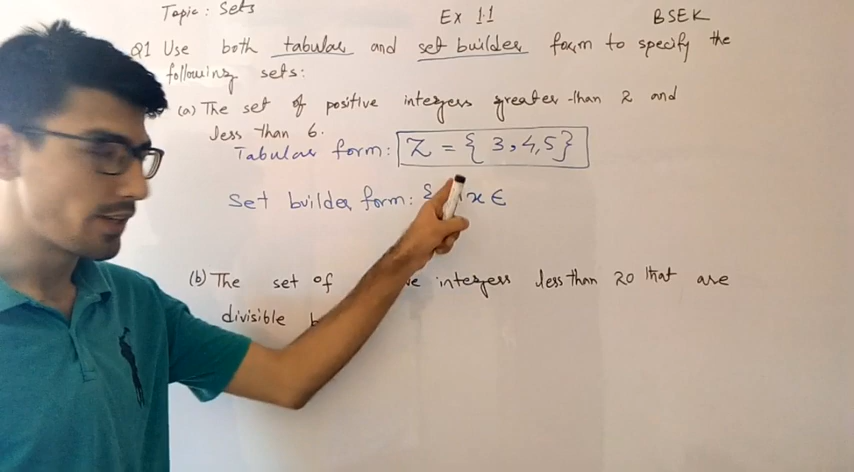 Topic: Sets Ex 1.1 BSEK
Q1 Use both tabular and set builder form to specify the
following sets:
(a) The set of positive integers greater than 2 and
less than 6.
Tabular form: Z = { 3, 4, 5 }
Set builder form: { x ∈
(b) The set of integers less than 20 that are
divisible